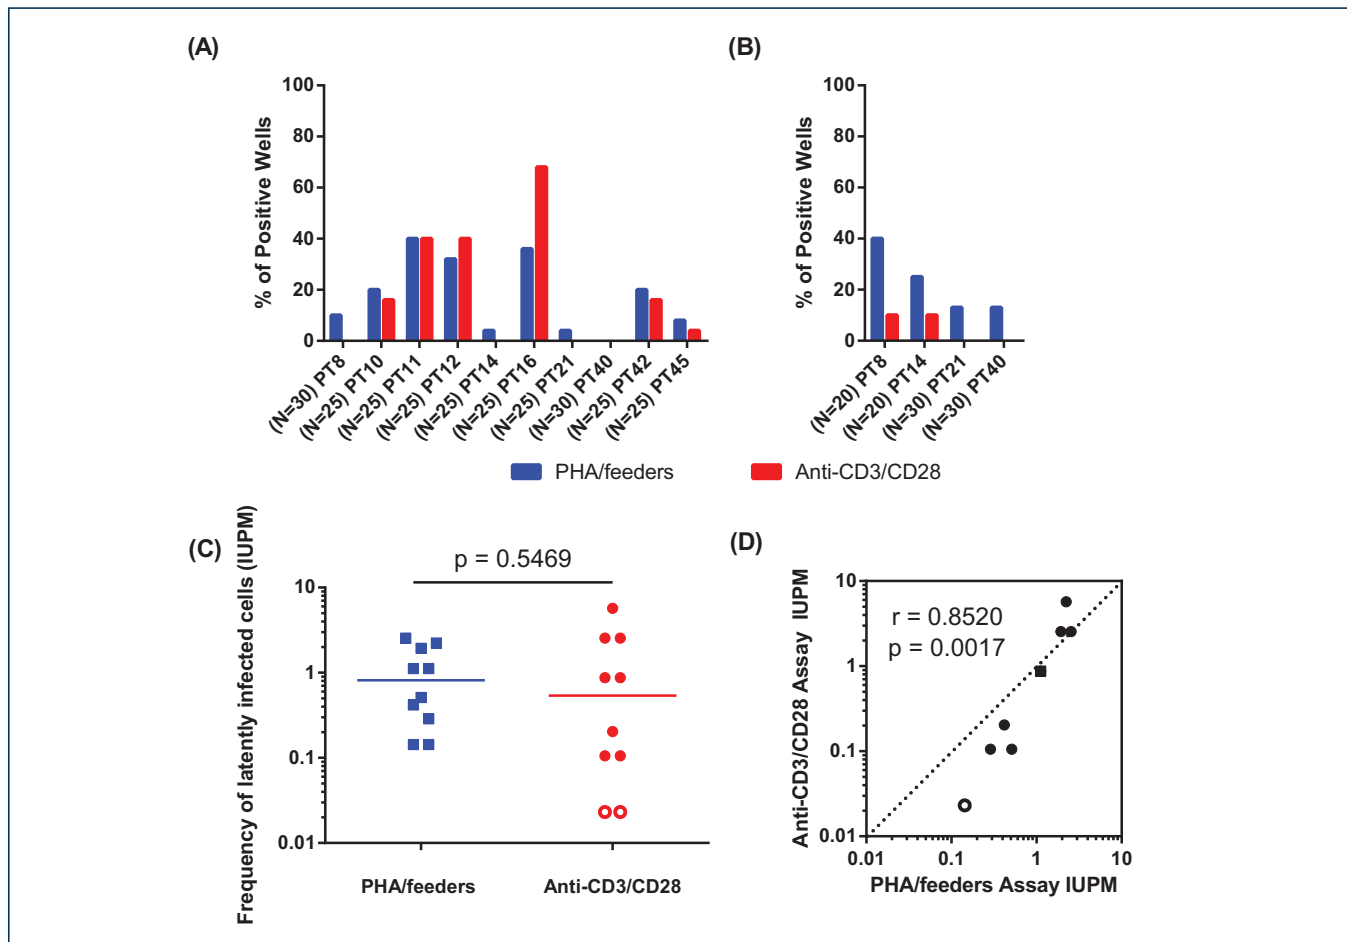 (A)
% of Positive Wells
100
80
60
40
20
0
(N=30) PT8
(N=25) PT10
(N=25) PT11
(N=25) PT12
(N=25) PT14
(N=25) PT16
(N=25) PT21
(N=30) PT40
(N=25) PT42
(N=25) PT45
(B)
% of Positive Wells
100
80
60
40
20
0
(N=20) PT8
(N=20) PT14
(N=30) PT21
(N=30) PT40
PHA/feeders
Anti-CD3/CD28
(C)
Frequency of latently infected cells (IUPM)
p = 0.5469
10
1
0.1
0.01
PHA/feeders
Anti-CD3/CD28
(D)
Anti-CD3/CD28 Assay IUPM
r = 0.8520
p = 0.0017
10
1
0.1
0.01
0.01
0.1
1
10
PHA/feeders Assay IUPM